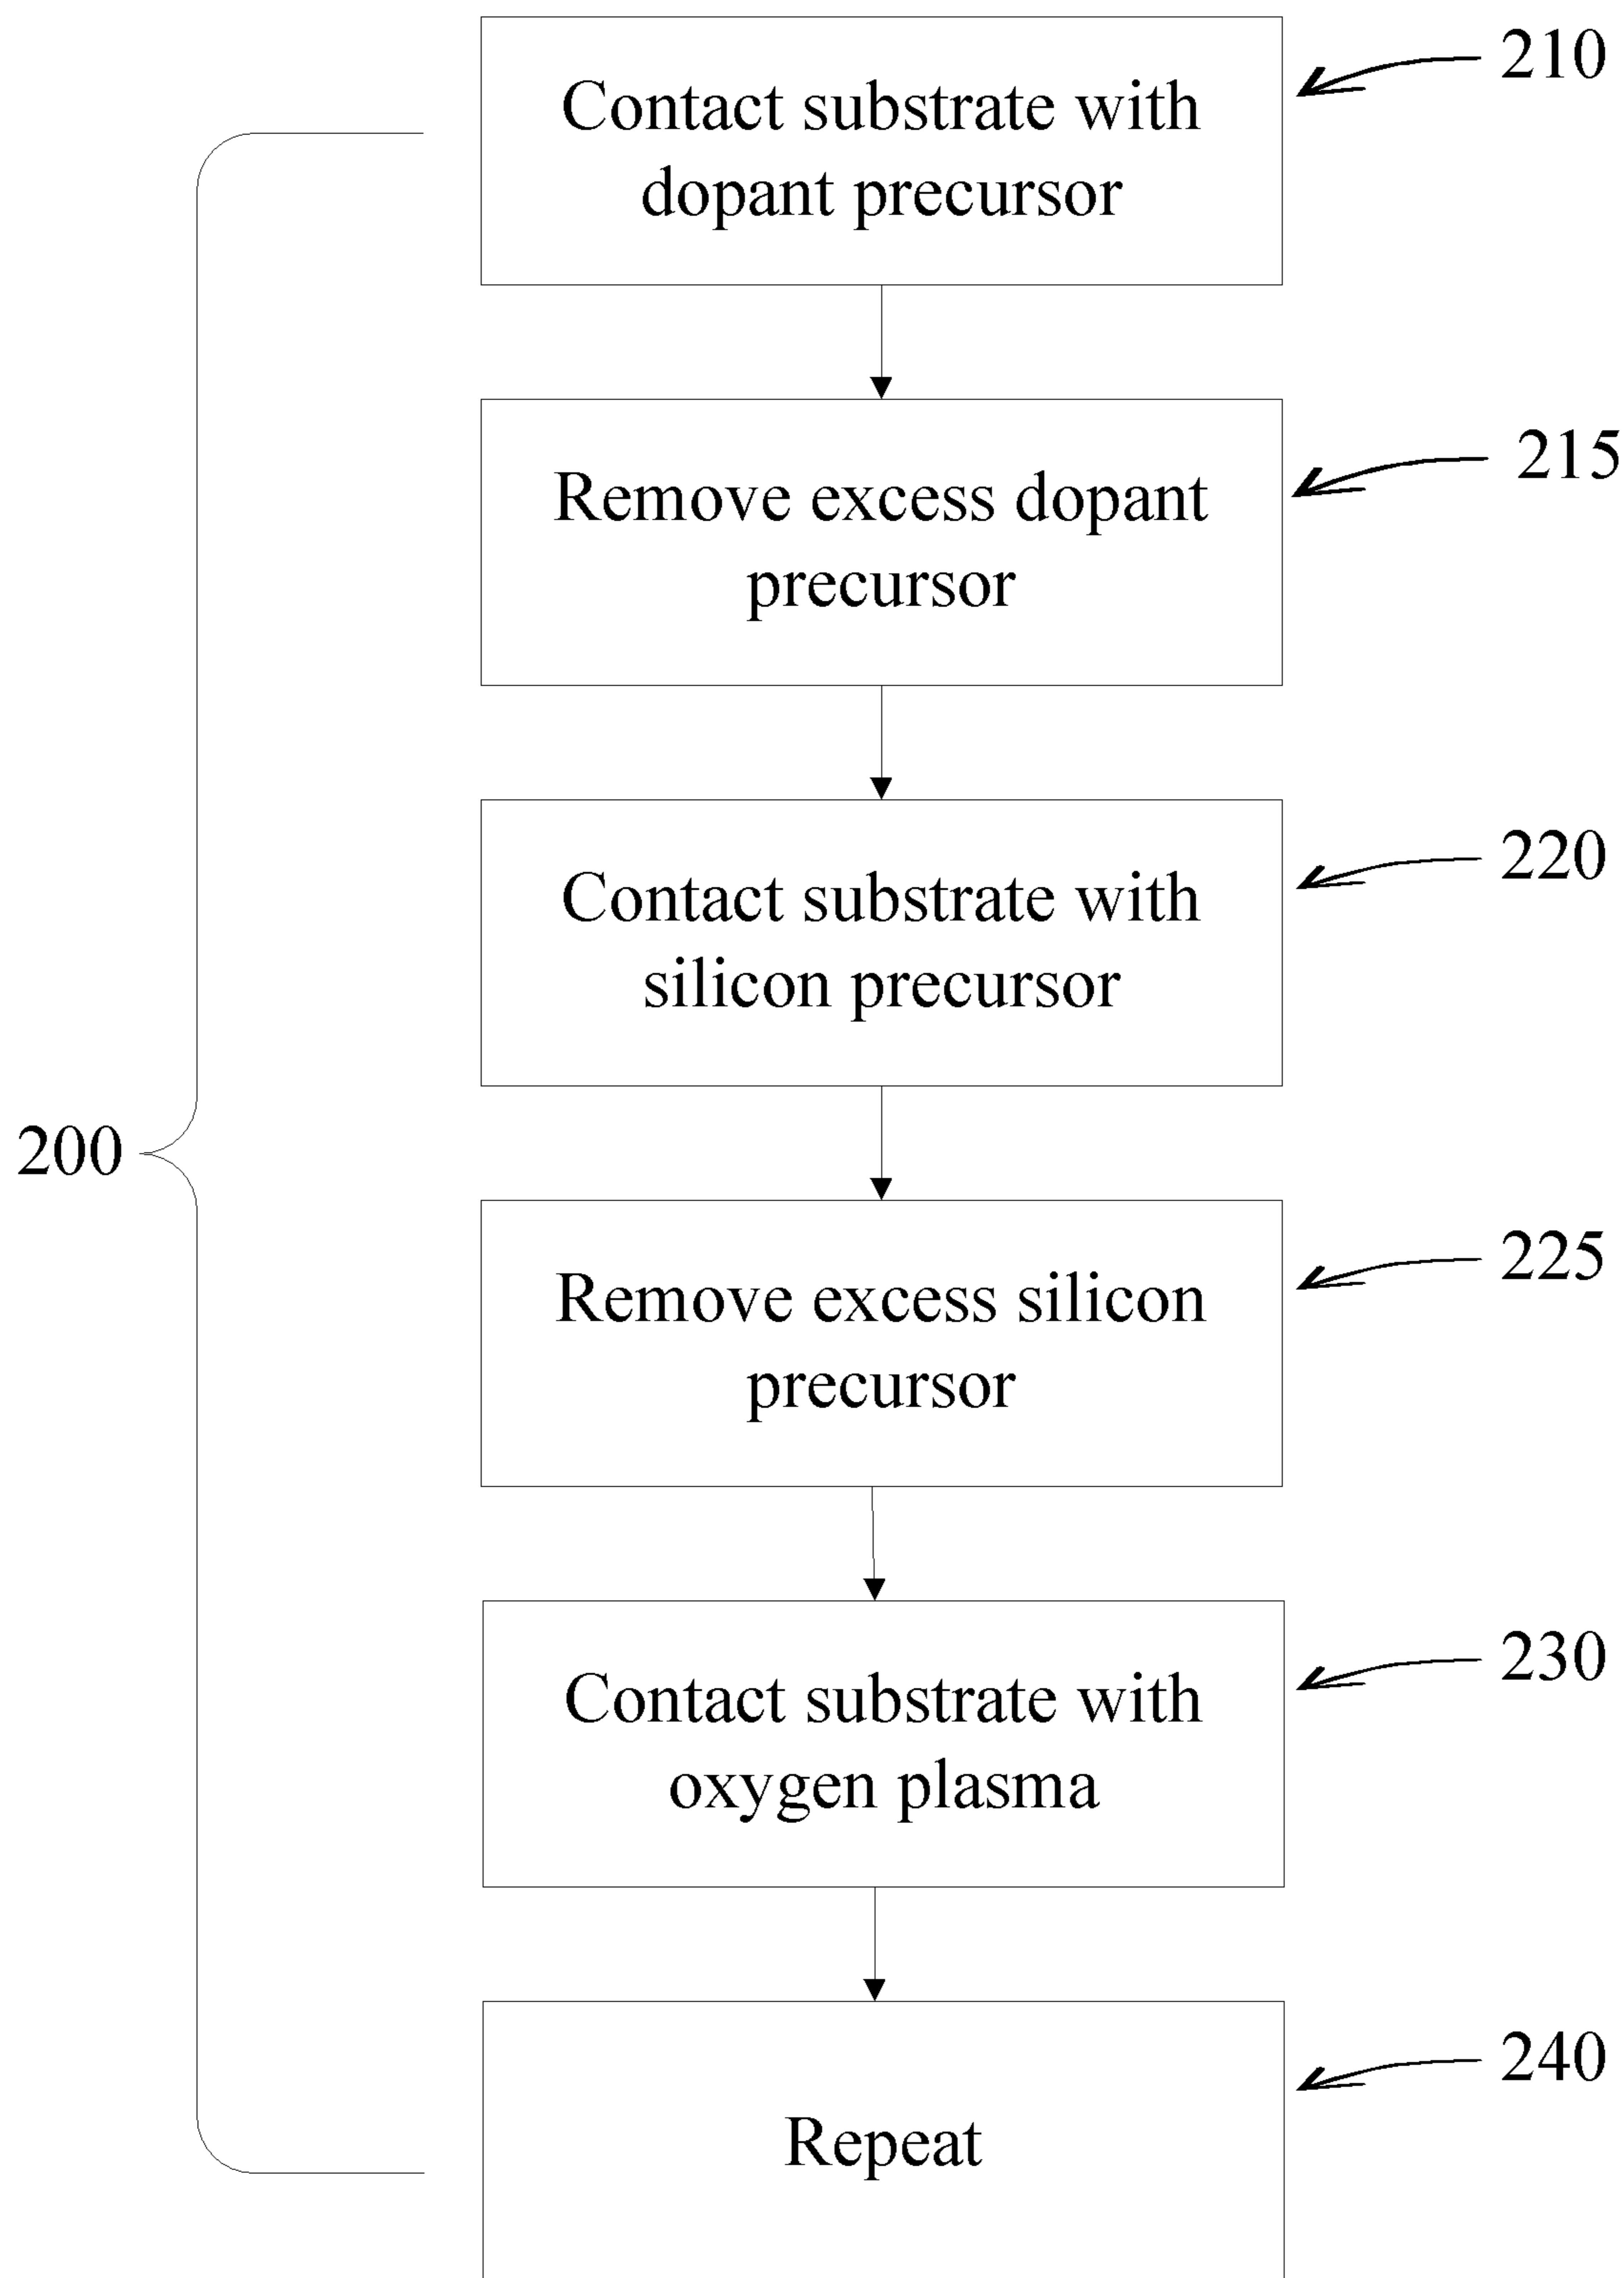 Contact substrate with
dopant precursor
210
Remove excess dopant
precursor
215
Contact substrate with
silicon precursor
220
200
Remove excess silicon
precursor
225
Contact substrate with
oxygen plasma
230
Repeat
240